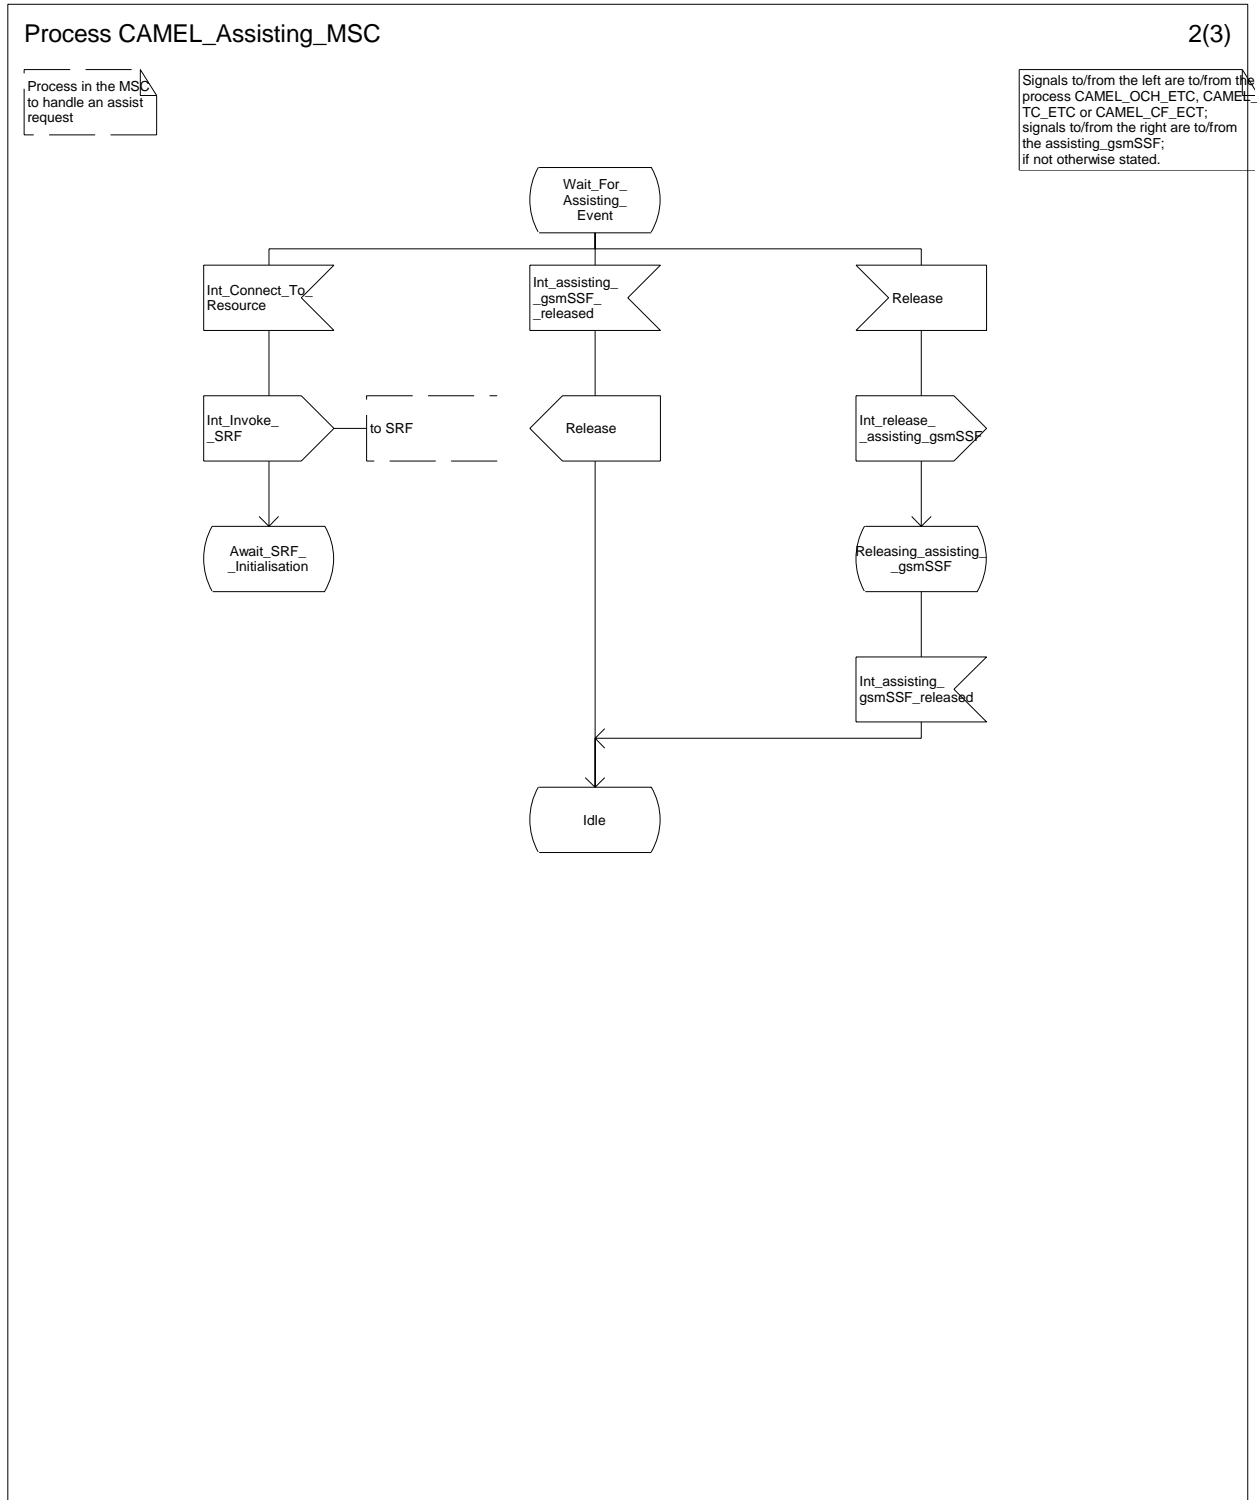 Process CAMEL_Assisting_MSC
2(3)
Process in the MSC
to handle an assist
request
Signals to/from the left are to/from the
process CAMEL_OCH_ETC, CAMEL_
TC_ETC or CAMEL_CF_ECT;
signals to/from the right are to/from
the assisting_gsmSSF;
if not otherwise stated.
Wait_For_
Assisting_
Event
Int_Connect_To_
Resource
Int_assisting_
_gsmSSF_
_released
Release
Int_Invoke_
_SRF
to SRF
Release
Int_release_
_assisting_gsmSSF
Await_SRF_
_Initialisation
Releasing_assisting_
_gsmSSF
Int_assisting_
gsmSSF_released
Idle